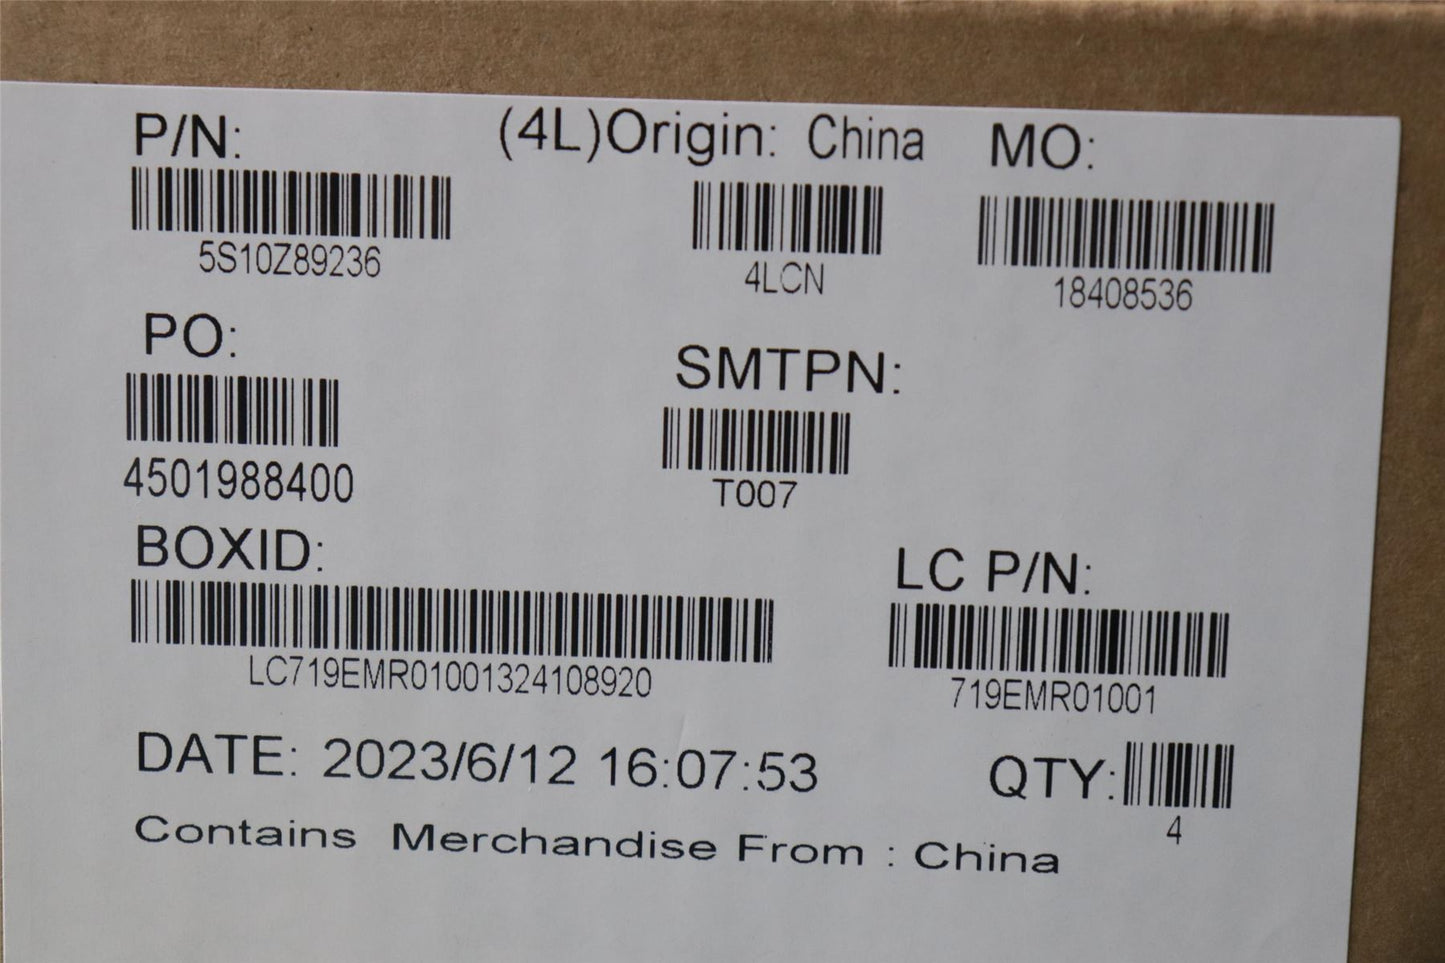 P/N: (4L)Origin: China MO:
5S10Z89236 4LCN 18408536
PO: SMTPN:
4501988400 T007
BOXID: LC P/N:
LC719EMR01001324108920 719EMR01001
DATE: 2023/6/12 16:07:53 QTY:
4
Contains Merchandise From : China